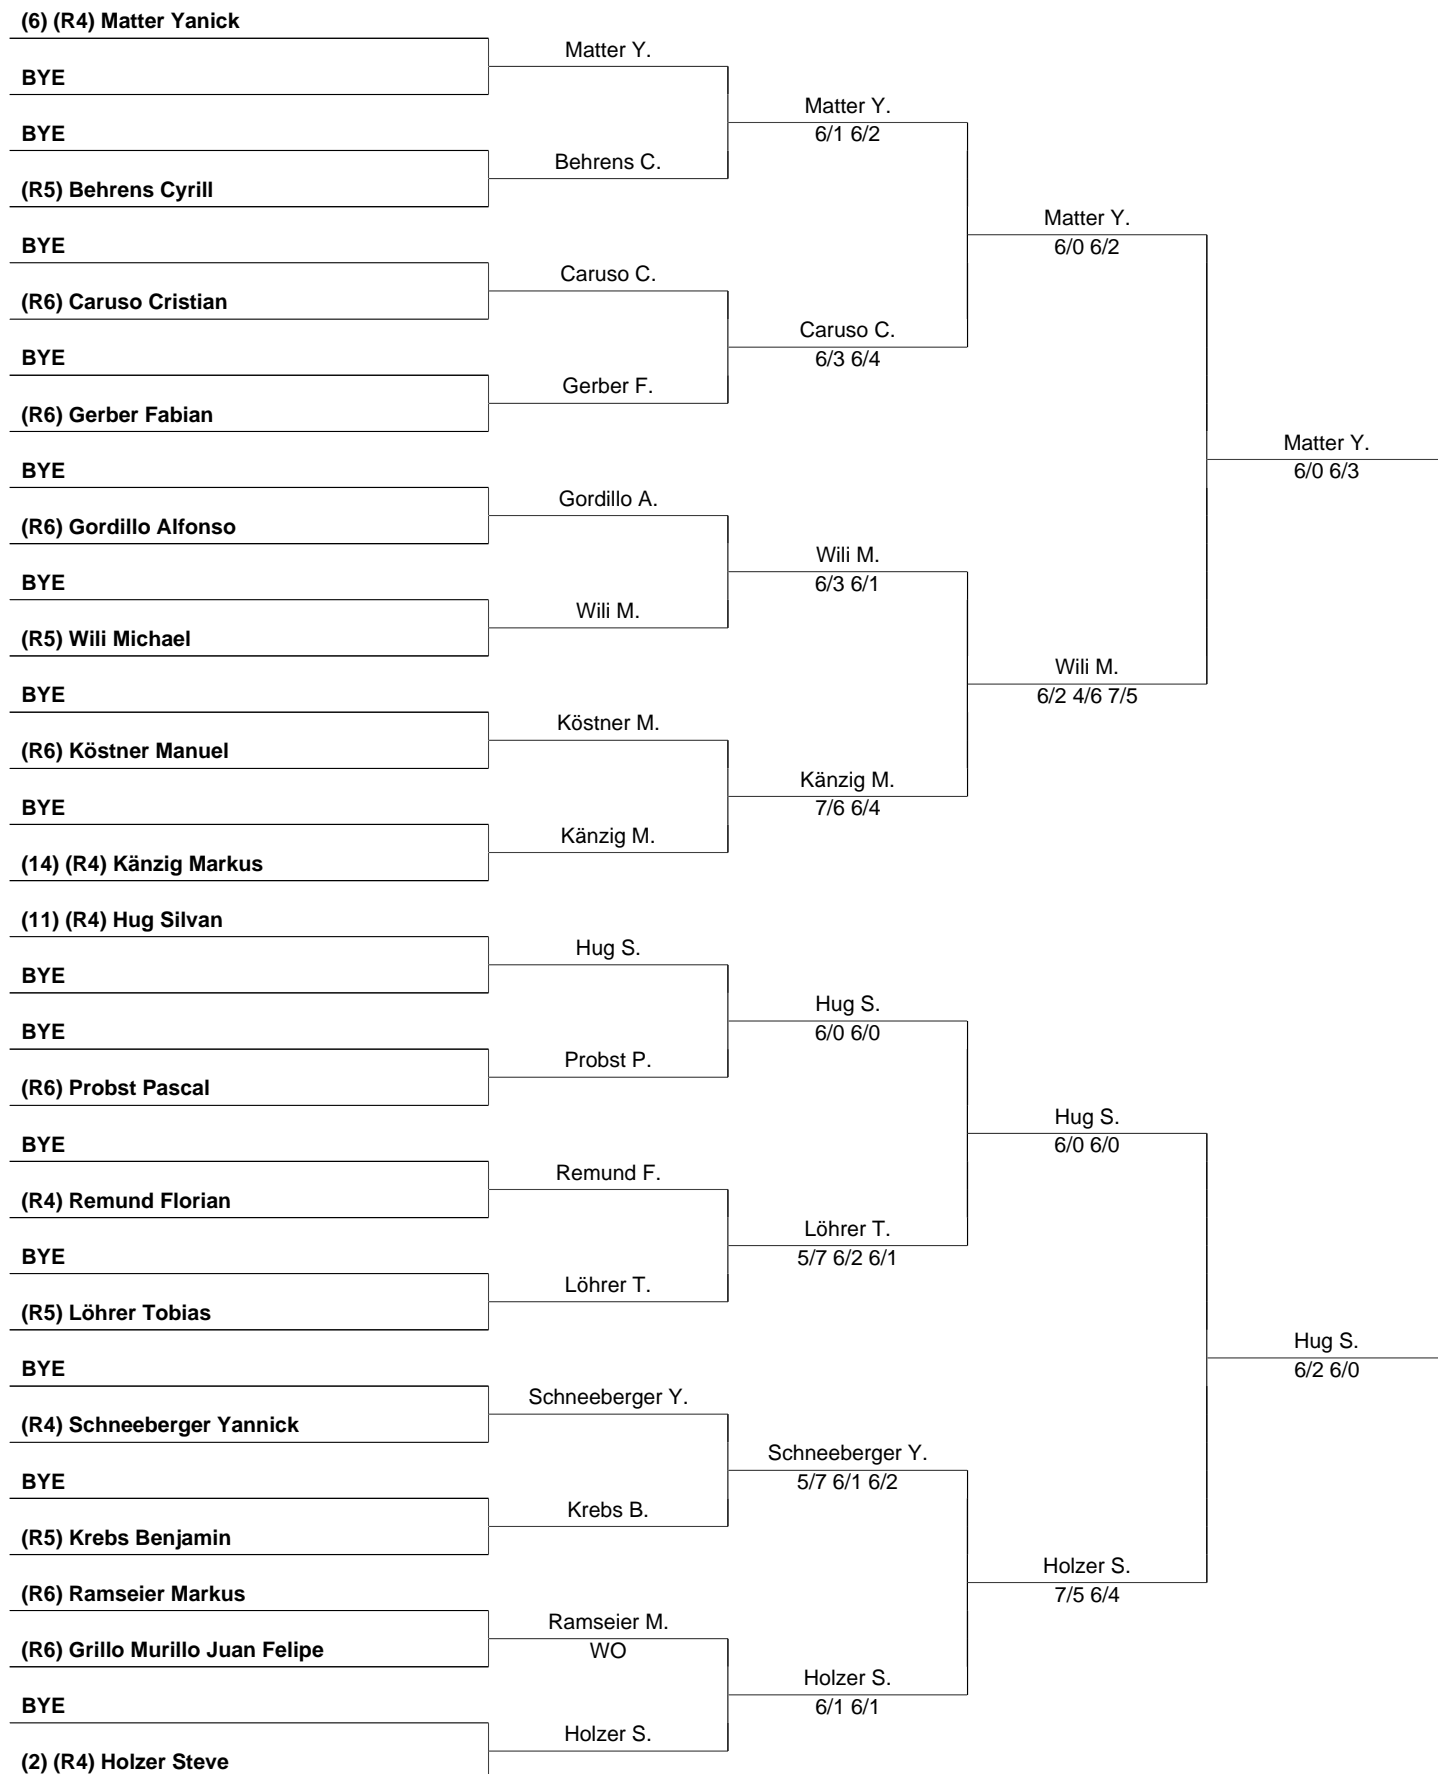 (6) (R4) Matter Yanick
Matter Y.
BYE
Matter Y.
6/1 6/2
BYE
Behrens C.
(R5) Behrens Cyrill
Matter Y.
6/0 6/2
BYE
Caruso C.
(R6) Caruso Cristian
Caruso C.
6/3 6/4
BYE
Gerber F.
(R6) Gerber Fabian
Matter Y.
6/0 6/3
BYE
Gordillo A.
(R6) Gordillo Alfonso
Wili M.
6/3 6/1
BYE
Wili M.
(R5) Wili Michael
Wili M.
6/2 4/6 7/5
BYE
Köstner M.
(R6) Köstner Manuel
Känzig M.
7/6 6/4
BYE
Känzig M.
(14) (R4) Känzig Markus
(11) (R4) Hug Silvan
Hug S.
BYE
Hug S.
6/0 6/0
BYE
Probst P.
(R6) Probst Pascal
Hug S.
6/0 6/0
BYE
Remund F.
(R4) Remund Florian
Löhrer T.
5/7 6/2 6/1
BYE
Löhrer T.
(R5) Löhrer Tobias
Hug S.
6/2 6/0
BYE
Schneeberger Y.
(R4) Schneeberger Yannick
Schneeberger Y.
5/7 6/1 6/2
BYE
Krebs B.
(R5) Krebs Benjamin
Holzer S.
7/5 6/4
(R6) Ramseier Markus
Ramseier M.
WO
(R6) Grillo Murillo Juan Felipe
Holzer S.
6/1 6/1
BYE
Holzer S.
(2) (R4) Holzer Steve